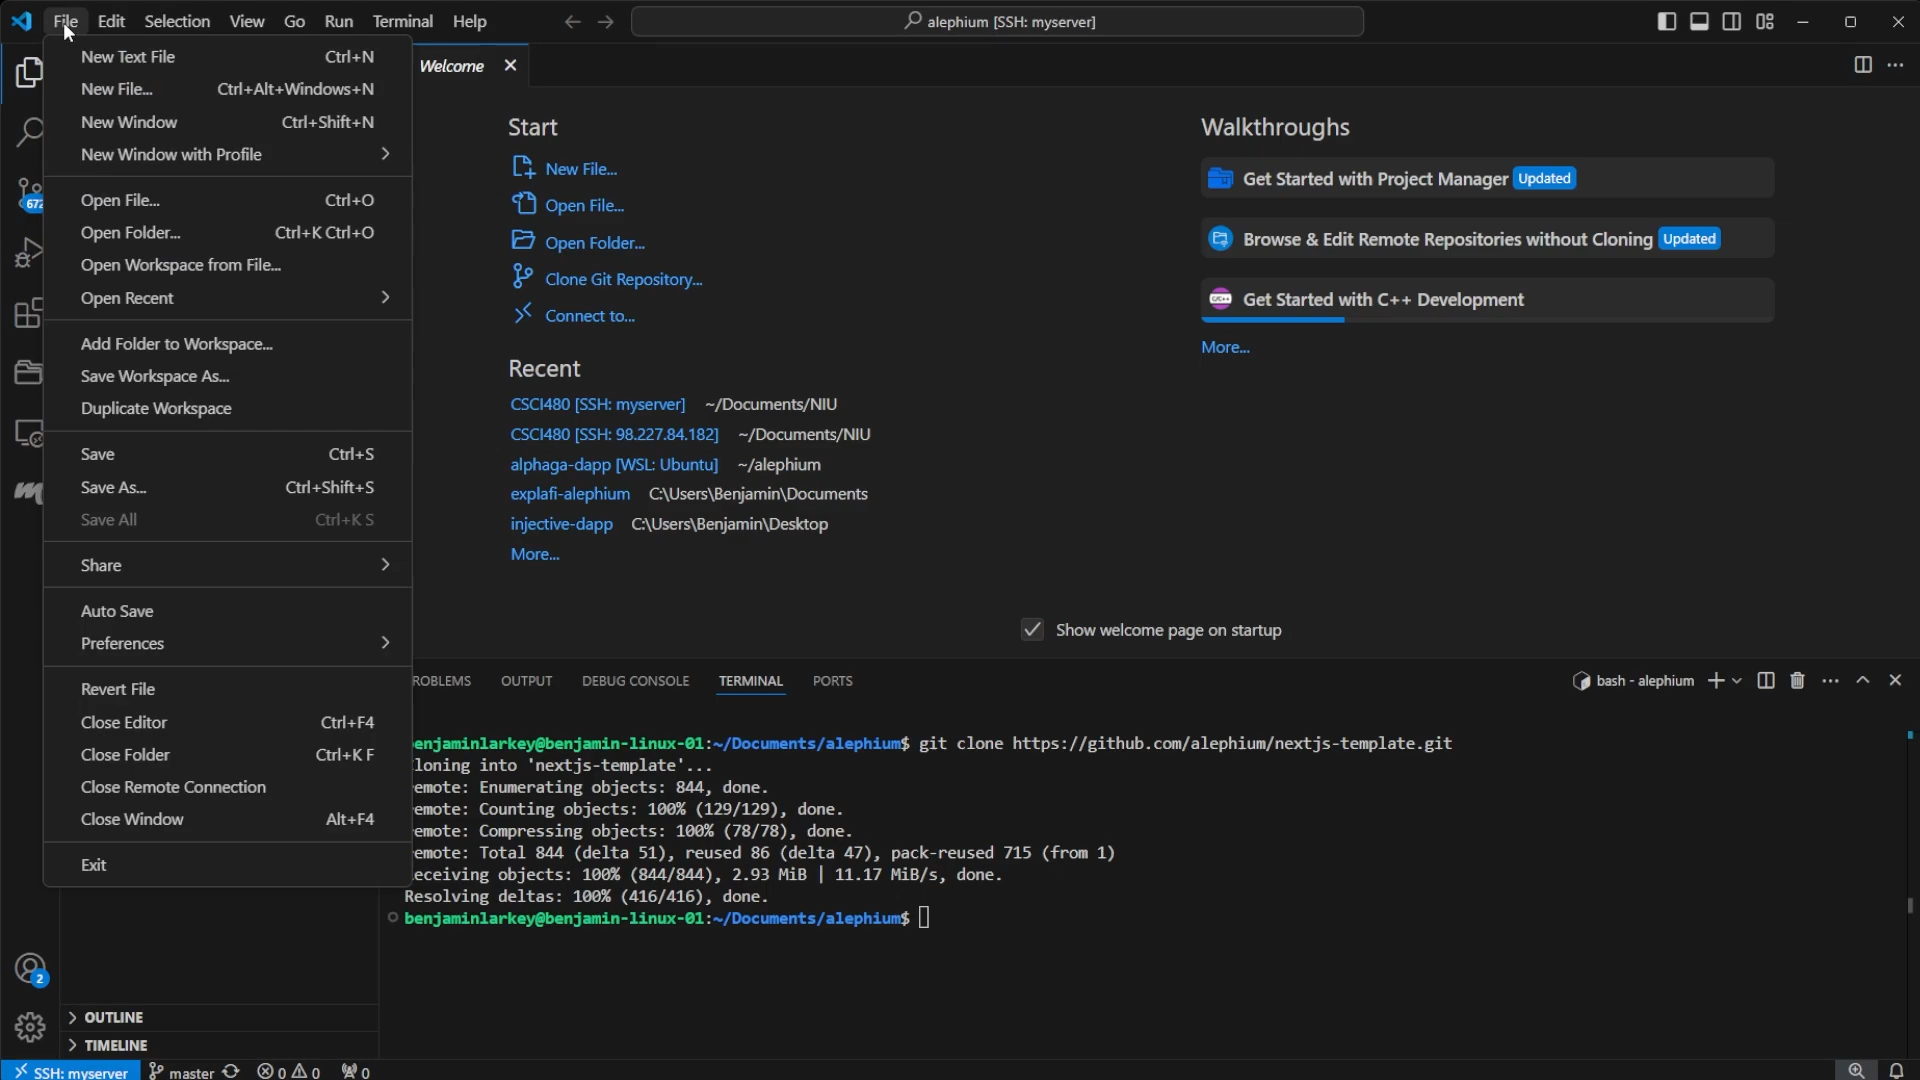 File Edit Selection View Go Run Terminal Help
alephium [SSH: myserver]
New Text File Ctrl+N
New File... Ctrl+Alt+Windows+N
New Window Ctrl+Shift+N
New Window with Profile
Open File... Ctrl+O
Open Folder... Ctrl+K Ctrl+O
Open Workspace from File...
Open Recent
Add Folder to Workspace...
Save Workspace As...
Duplicate Workspace
Save Ctrl+S
Save As... Ctrl+Shift+S
Save All Ctrl+K S
Share
Auto Save
Preferences
Revert File
Close Editor Ctrl+F4
Close Folder Ctrl+K F
Close Remote Connection
Close Window Alt+F4
Exit
672
2
OUTLINE
TIMELINE
Welcome
Start
New File...
Open File...
Open Folder...
Clone Git Repository...
Connect to...
Recent
CSCI480 [SSH: myserver] ~/Documents/NIU
CSCI480 [SSH: 98.227.84.182] ~/Documents/NIU
alphaga-dapp [WSL: Ubuntu] ~/alephium
explafi-alephium C:\Users\Benjamin\Documents
injective-dapp C:\Users\Benjamin\Desktop
More...
Walkthroughs
Get Started with Project Manager Updated
Browse & Edit Remote Repositories without Cloning Updated
C/C++ Get Started with C++ Development
More...
Show welcome page on startup
ROBLEMS OUTPUT DEBUG CONSOLE TERMINAL PORTS
bash - alephium
enjaminlarkey@benjamin-linux-01:~/Documents/alephium$ git clone https://github.com/alephium/nextjs-template.git
loning into 'nextjs-template'...
emote: Enumerating objects: 844, done.
emote: Counting objects: 100% (129/129), done.
emote: Compressing objects: 100% (78/78), done.
emote: Total 844 (delta 51), reused 86 (delta 47), pack-reused 715 (from 1)
eceiving objects: 100% (844/844), 2.93 MiB | 11.17 MiB/s, done.
Resolving deltas: 100% (416/416), done.
benjaminlarkey@benjamin-linux-01:~/Documents/alephium$
SSH: myserver master 0 0 0